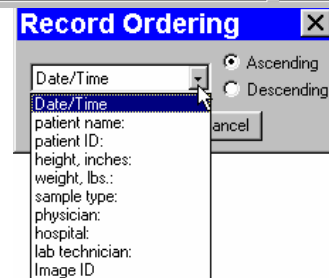 Record Ordering
Date/Time
Ascending
Descending
Date/Time
patient name:
patient ID:
height, inches:
weight, lbs.:
sample type:
physician:
hospital:
lab technician:
Image ID
ancel